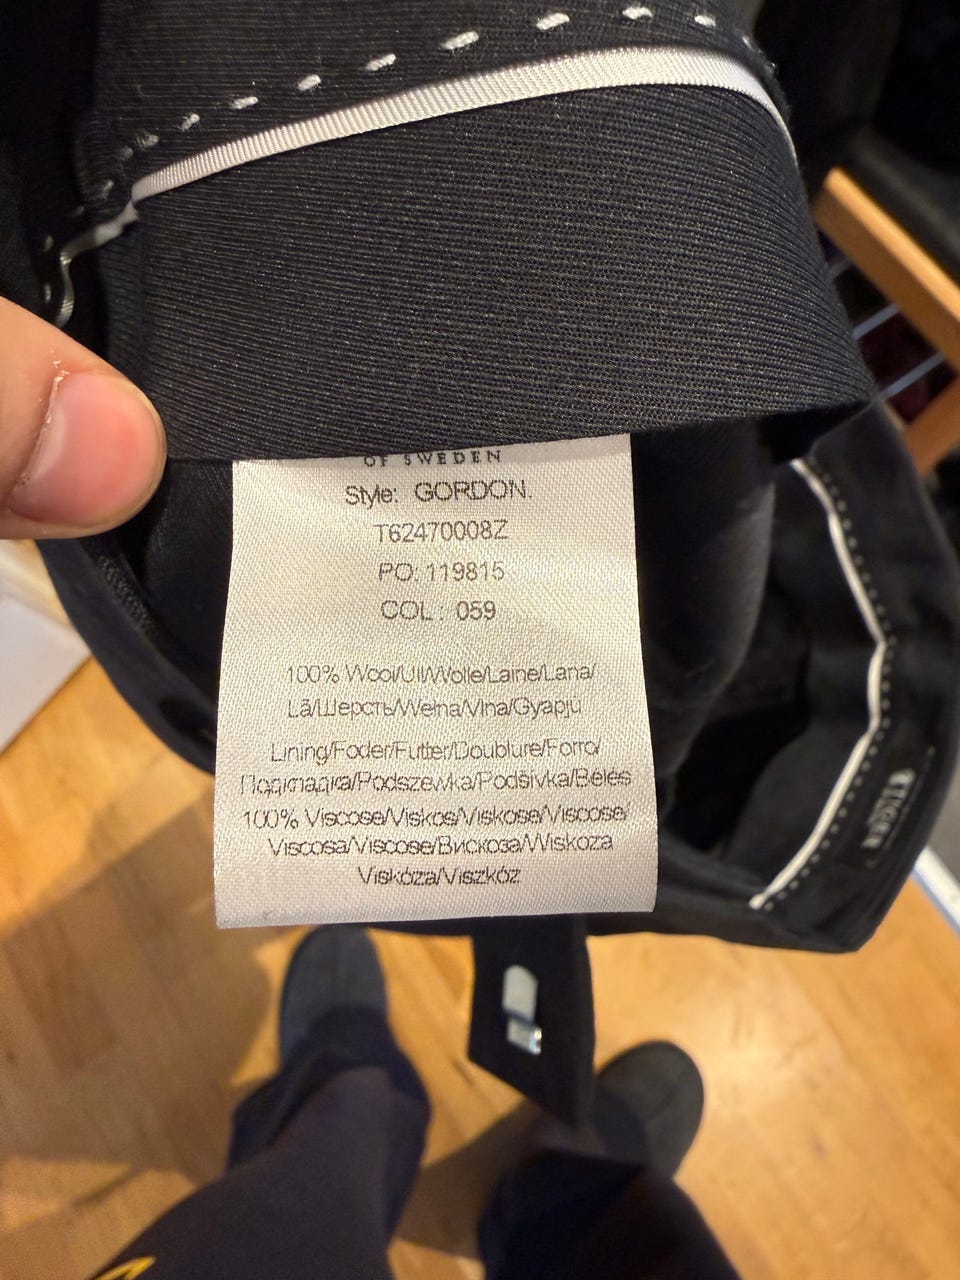 OF SWEDEN
Style: GORDON.
T62470008Z
PO: 119815
COL: 059
100% Wool/Ull/Wolle/Laine/Lana/
Lã/Шерсть/Wełna/Vlna/Gyapjú
Lining/Foder/Futter/Doublure/Forro/
Підкладка/Podszewka/Podšívka/Bélés
100% Viscose/Viskos/Viskose/Viscose/
Viscosa/Viscose/Вискоза/Wiskoza
Viskóza/Viszkóz
TIGER